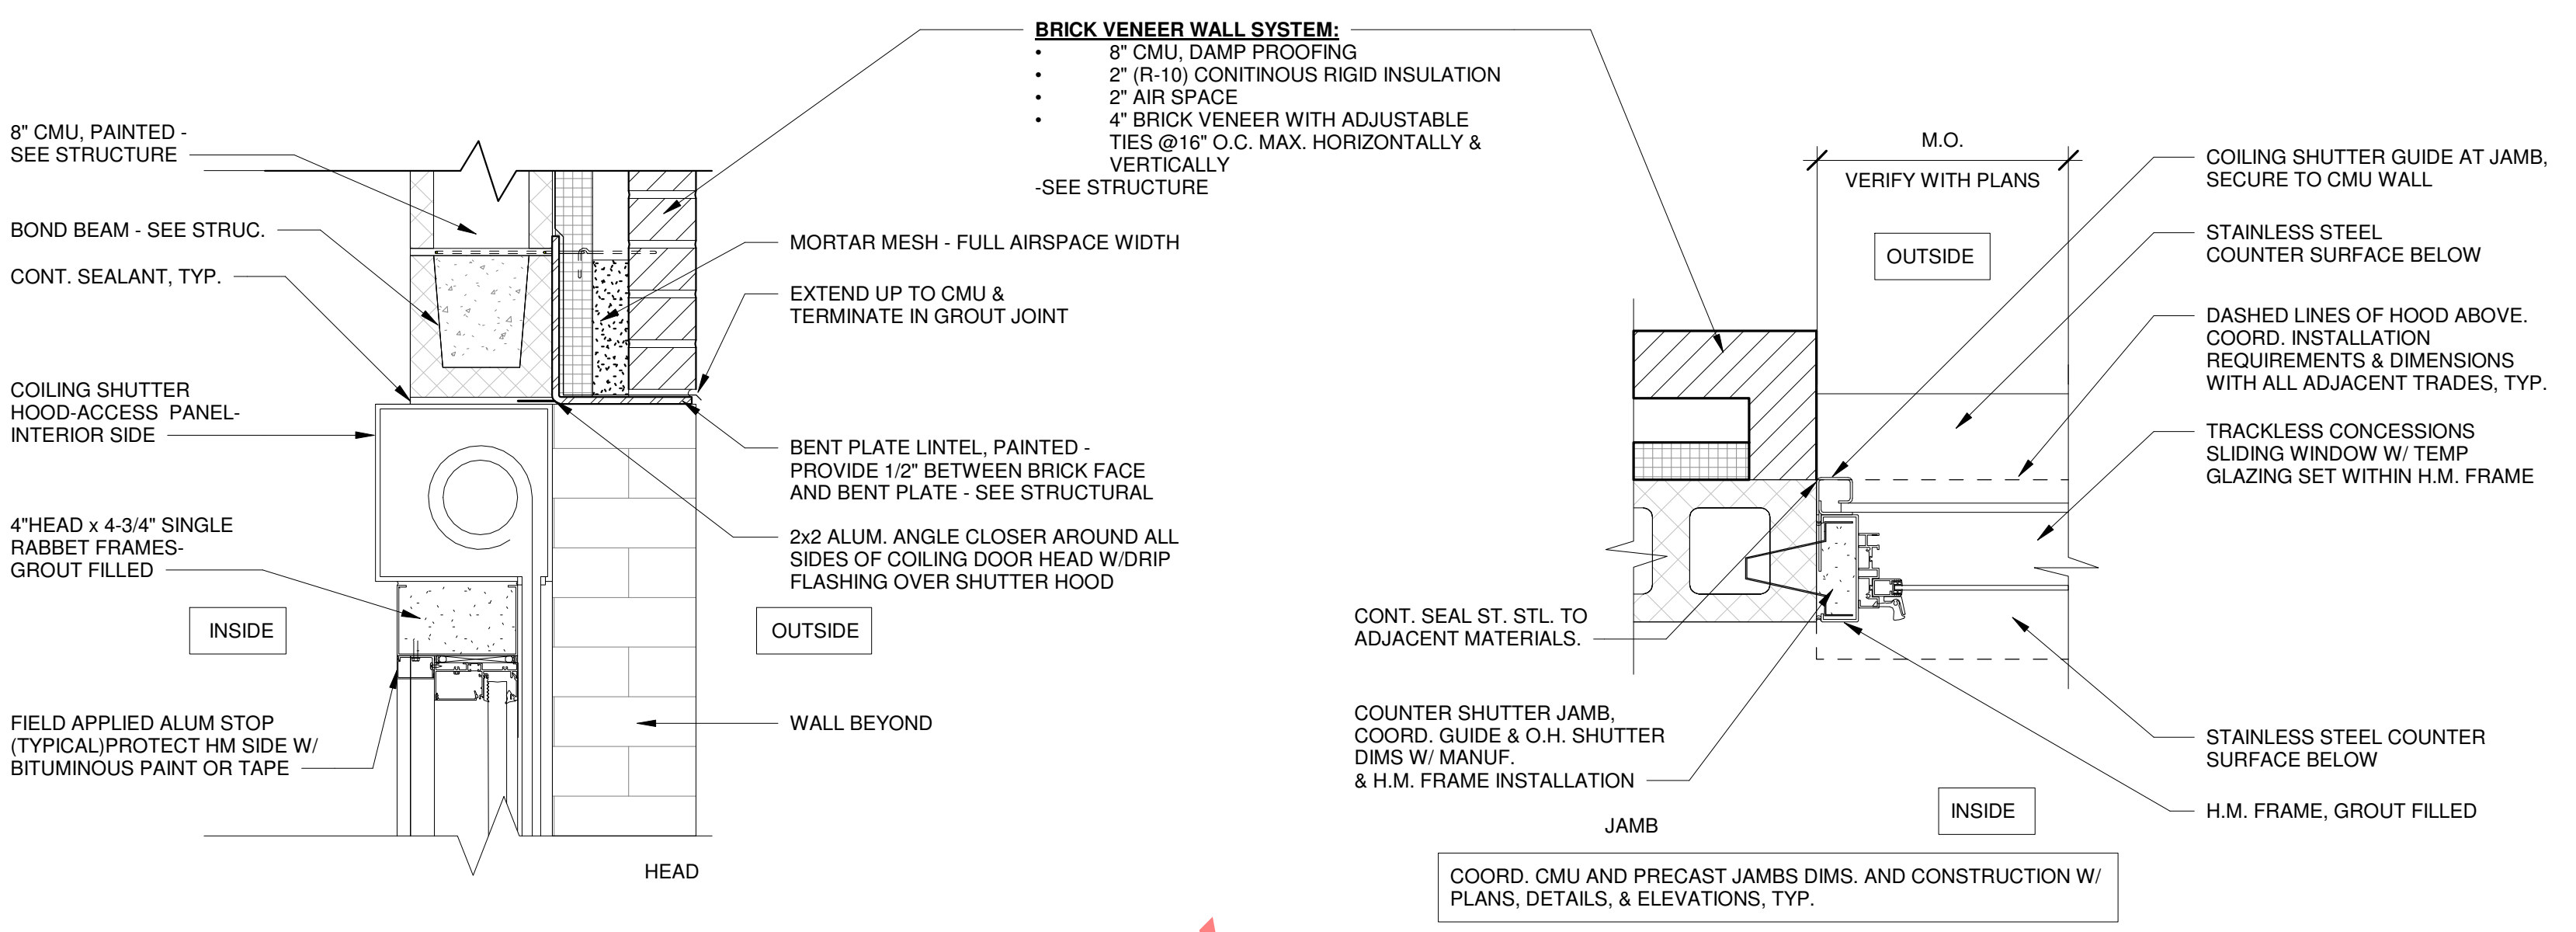 BRICK VENEER WALL SYSTEM:
• 8" CMU, DAMP PROOFING
• 2" (R-10) CONITINOUS RIGID INSULATION
• 2" AIR SPACE
• 4" BRICK VENEER WITH ADJUSTABLE
TIES @16" O.C. MAX. HORIZONTALLY &
VERTICALLY
-SEE STRUCTURE
8" CMU, PAINTED -
SEE STRUCTURE
BOND BEAM - SEE STRUC.
CONT. SEALANT, TYP.
COILING SHUTTER
HOOD-ACCESS PANEL-
INTERIOR SIDE
4"HEAD x 4-3/4" SINGLE
RABBET FRAMES-
GROUT FILLED
INSIDE
FIELD APPLIED ALUM STOP
(TYPICAL)PROTECT HM SIDE W/
BITUMINOUS PAINT OR TAPE
MORTAR MESH - FULL AIRSPACE WIDTH
EXTEND UP TO CMU &
TERMINATE IN GROUT JOINT
BENT PLATE LINTEL, PAINTED -
PROVIDE 1/2" BETWEEN BRICK FACE
AND BENT PLATE - SEE STRUCTURAL
2x2 ALUM. ANGLE CLOSER AROUND ALL
SIDES OF COILING DOOR HEAD W/DRIP
FLASHING OVER SHUTTER HOOD
OUTSIDE
WALL BEYOND
HEAD
M.O.
VERIFY WITH PLANS
OUTSIDE
COILING SHUTTER GUIDE AT JAMB,
SECURE TO CMU WALL
STAINLESS STEEL
COUNTER SURFACE BELOW
DASHED LINES OF HOOD ABOVE.
COORD. INSTALLATION
REQUIREMENTS & DIMENSIONS
WITH ALL ADJACENT TRADES, TYP.
TRACKLESS CONCESSIONS
SLIDING WINDOW W/ TEMP
GLAZING SET WITHIN H.M. FRAME
CONT. SEAL ST. STL. TO
ADJACENT MATERIALS.
COUNTER SHUTTER JAMB,
COORD. GUIDE & O.H. SHUTTER
DIMS W/ MANUF.
& H.M. FRAME INSTALLATION
STAINLESS STEEL COUNTER
SURFACE BELOW
H.M. FRAME, GROUT FILLED
INSIDE
JAMB
COORD. CMU AND PRECAST JAMBS DIMS. AND CONSTRUCTION W/
PLANS, DETAILS, & ELEVATIONS, TYP.